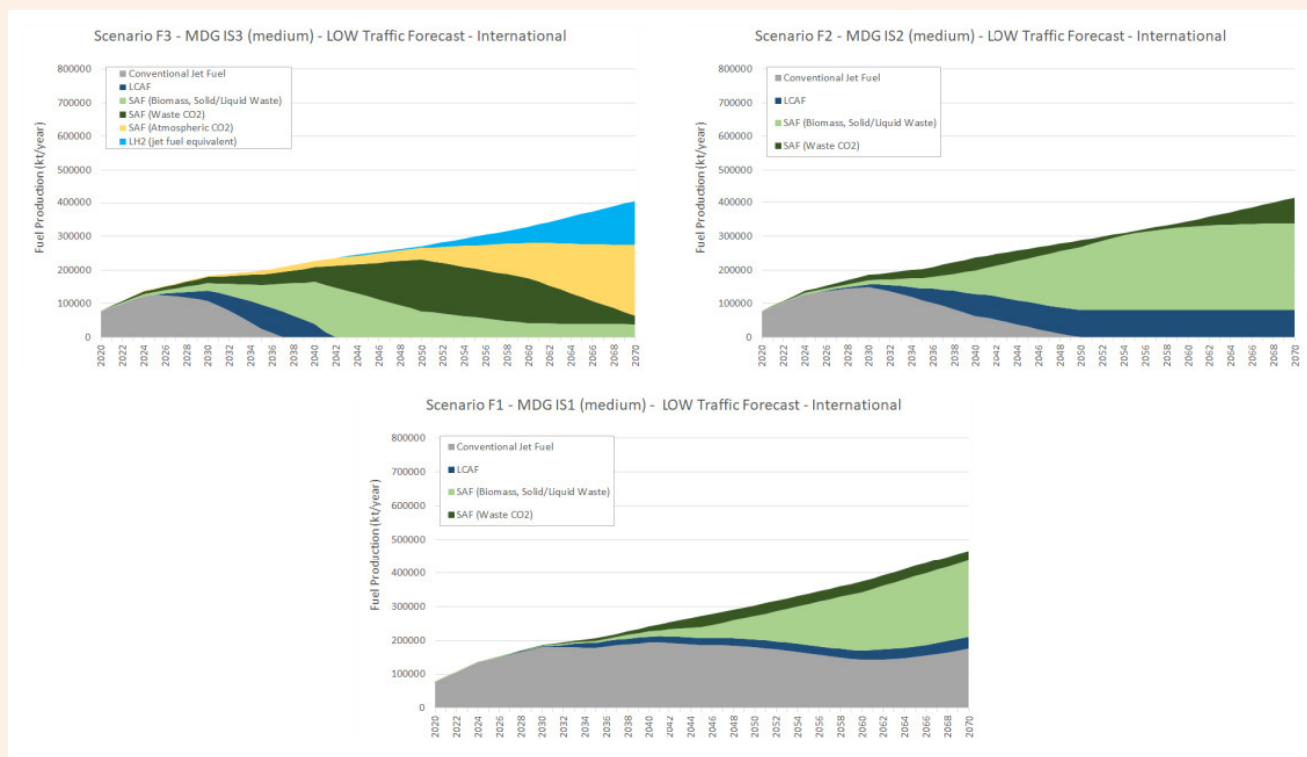 Scenario F3 - MDG IS3 (medium) - LOW Traffic Forecast - International
Fuel Production (kt/year)
800000
700000
600000
500000
400000
300000
200000
100000
0
Conventional Jet Fuel
LCAF
SAF (Biomass, Solid/Liquid Waste)
SAF (Waste CO2)
SAF (Atmospheric CO2)
LH2 (jet fuel equivalent)
2020 2022 2024 2026 2028 2030 2032 2034 2036 2038 2040 2042 2044 2046 2048 2050 2052 2054 2056 2058 2060 2062 2064 2066 2068 2070
Scenario F2 - MDG IS2 (medium) - LOW Traffic Forecast - International
Fuel Production (kt/year)
800000
700000
600000
500000
400000
300000
200000
100000
0
Conventional Jet Fuel
LCAF
SAF (Biomass, Solid/Liquid Waste)
SAF (Waste CO2)
2020 2022 2024 2026 2028 2030 2032 2034 2036 2038 2040 2042 2044 2046 2048 2050 2052 2054 2056 2058 2060 2062 2064 2066 2068 2070
Scenario F1 - MDG IS1 (medium) - LOW Traffic Forecast - International
Fuel Production (kt/year)
800000
700000
600000
500000
400000
300000
200000
100000
0
Conventional Jet Fuel
LCAF
SAF (Biomass, Solid/Liquid Waste)
SAF (Waste CO2)
2020 2022 2024 2026 2028 2030 2032 2034 2036 2038 2040 2042 2044 2046 2048 2050 2052 2054 2056 2058 2060 2062 2064 2066 2068 2070